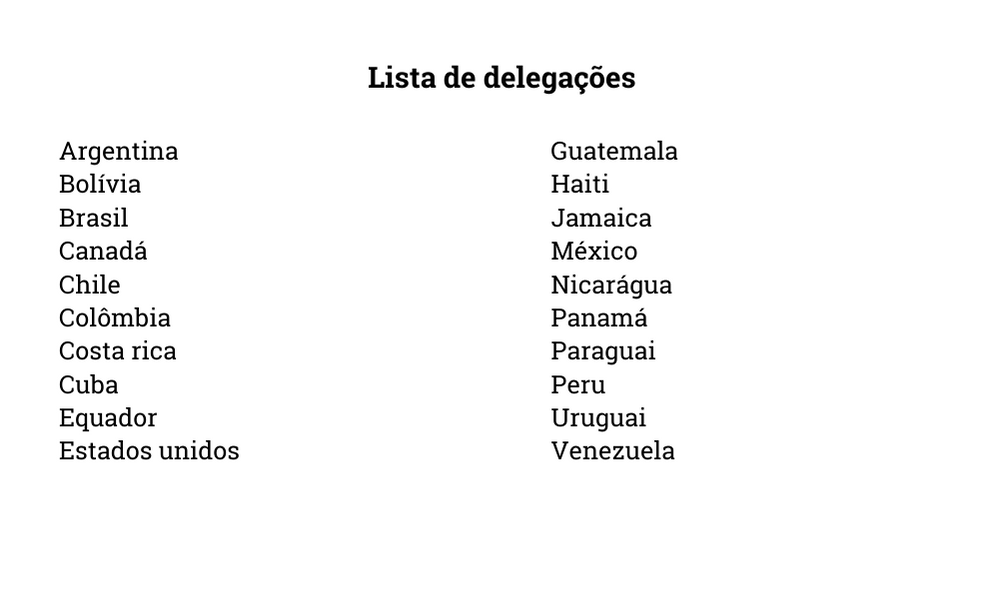 Lista de delegações
Argentina
Bolívia
Brasil
Canadá
Chile
Colômbia
Costa rica
Cuba
Equador
Estados unidos
Guatemala
Haiti
Jamaica
México
Nicarágua
Panamá
Paraguai
Peru
Uruguai
Venezuela